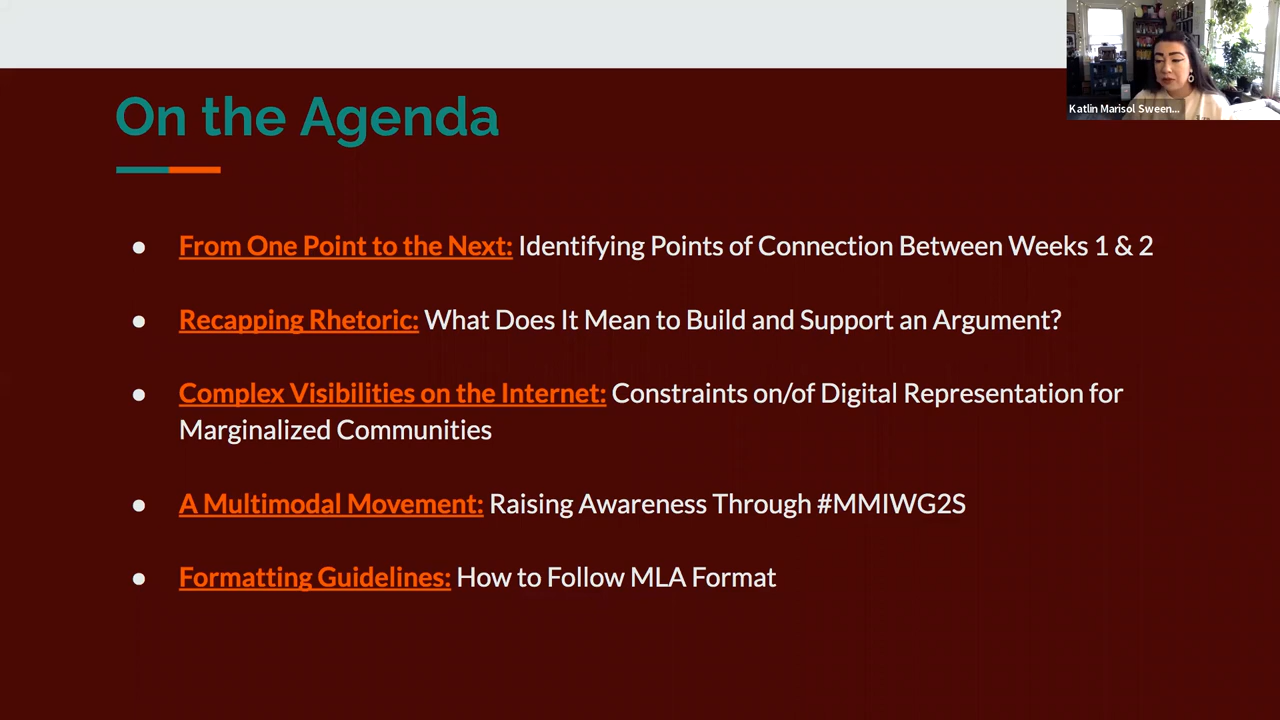 On the Agenda
Katlin Marisol Sween...
● From One Point to the Next: Identifying Points of Connection Between Weeks 1 & 2
● Recapping Rhetoric: What Does It Mean to Build and Support an Argument?
● Complex Visibilities on the Internet: Constraints on/of Digital Representation for
Marginalized Communities
● A Multimodal Movement: Raising Awareness Through #MMIWG2S
● Formatting Guidelines: How to Follow MLA Format